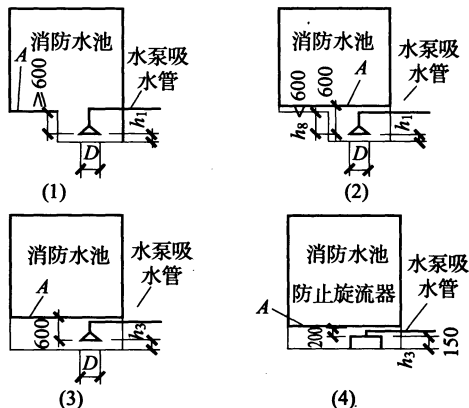 消防水池
A
≥600
水泵吸
水管
h1
D
(1)
消防水池
A
<600
600
水泵吸
水管
h8
h1
D
(2)
消防水池
A
600
水泵吸
水管
h3
D
(3)
消防水池
防止旋流器
A
水泵吸
水管
200
h3
150
(4)